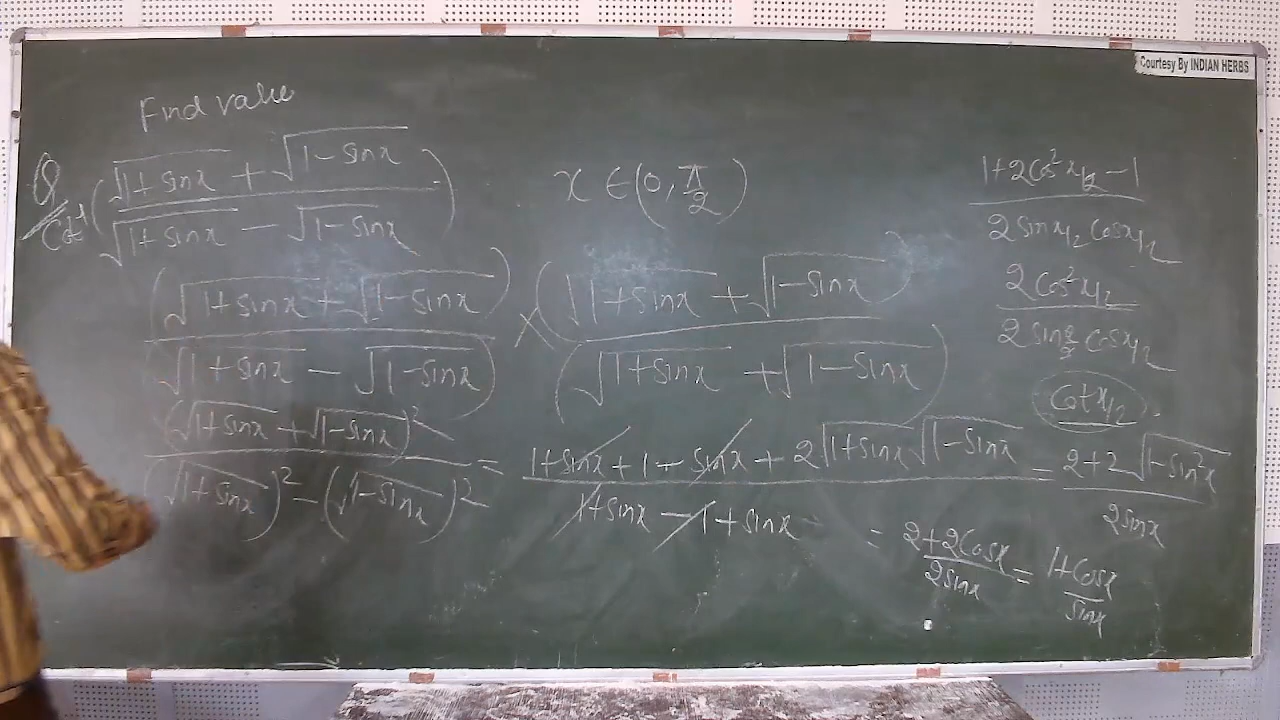 Courtesy By INDIAN HERBS
Find value
Q Cot⁻¹ ( (√(1+sinx) + √(1-sinx)) / (√(1+sinx) - √(1-sinx)) )
x ∈ (0, π/2)
(√(1+sinx) + √(1-sinx)) / (√(1+sinx) - √(1-sinx)) × (√(1+sinx) + √(1-sinx)) / (√(1+sinx) + √(1-sinx))
(√(1+sinx) + √(1-sinx))² / (√(1+sinx))² - (√(1-sinx))² = (1+sinx + 1 - sinx + 2√(1+sinx) √(1-sinx)) / (1+sinx - 1 + sinx) = (2+2√(1-sin²x)) / 2sinx
= (2+2Cosx) / 2sinx = (1+Cosx) / sinx
(1+2Cos²x/2 - 1) / (2 sinx/2 Cosx/2)
2Cos²x/2 / (2 sin x/2 Cosx/2)
Cotx/2